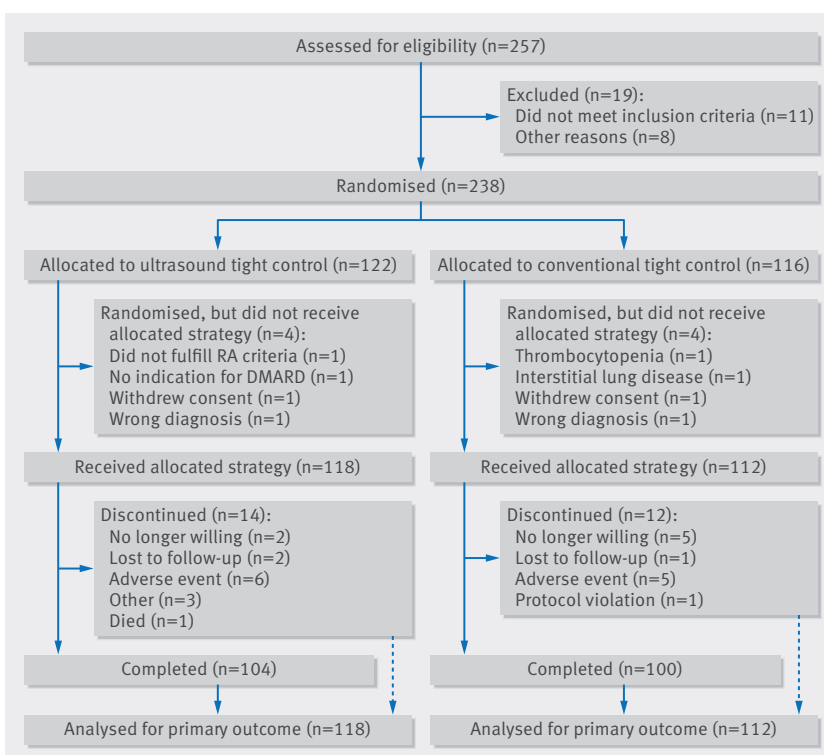 Assessed for eligibility (n=257)
Excluded (n=19):
Did not meet inclusion criteria (n=11)
Other reasons (n=8)
Randomised (n=238)
Allocated to ultrasound tight control (n=122)
Allocated to conventional tight control (n=116)
Randomised, but did not receive
allocated strategy (n=4):
Did not fulfill RA criteria (n=1)
No indication for DMARD (n=1)
Withdrew consent (n=1)
Wrong diagnosis (n=1)
Randomised, but did not receive
allocated strategy (n=4):
Thrombocytopenia (n=1)
Interstitial lung disease (n=1)
Withdrew consent (n=1)
Wrong diagnosis (n=1)
Received allocated strategy (n=118)
Received allocated strategy (n=112)
Discontinued (n=14):
No longer willing (n=2)
Lost to follow-up (n=2)
Adverse event (n=6)
Other (n=3)
Died (n=1)
Discontinued (n=12):
No longer willing (n=5)
Lost to follow-up (n=1)
Adverse event (n=5)
Protocol violation (n=1)
Completed (n=104)
Completed (n=100)
Analysed for primary outcome (n=118)
Analysed for primary outcome (n=112)